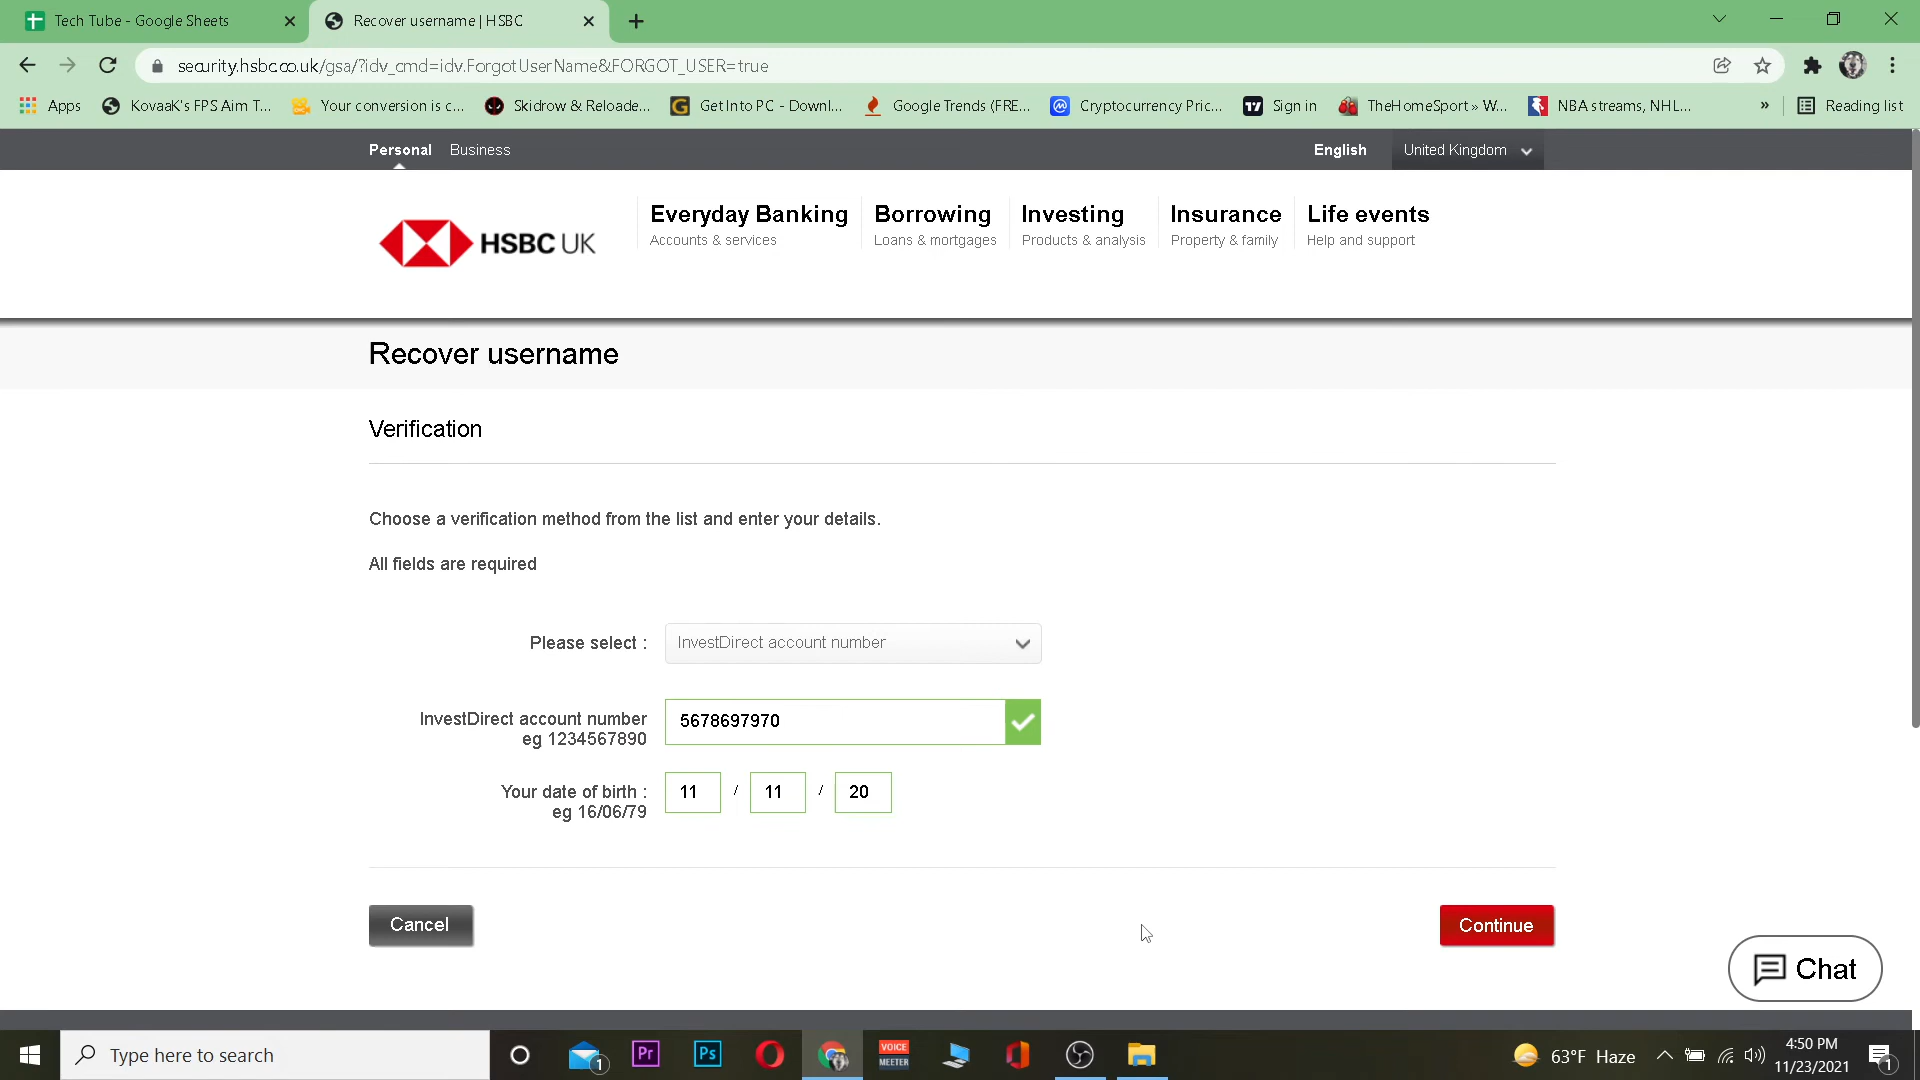 Tech Tube - Google Sheets
Recover username | HSBC
security.hsbc.co.uk/gsa/?idv_cmd=idv.ForgotUserName&FORGOT_USER=true
Apps
KovaaK's FPS Aim T...
Your conversion is c...
Skidrow & Reloade...
Get Into PC - Downl...
Google Trends (FRE...
Cryptocurrency Pric...
Sign in
TheHomeSport » W...
NBA streams, NHL...
»
Reading list
Personal
Business
English
United Kingdom
HSBC UK
Everyday Banking
Accounts & services
Borrowing
Loans & mortgages
Investing
Products & analysis
Insurance
Property & family
Life events
Help and support
Recover username
Verification
Choose a verification method from the list and enter your details.
All fields are required
Please select :
InvestDirect account number
InvestDirect account number
eg 1234567890
5678697970
Your date of birth :
eg 16/06/79
11 / 11 / 20
Cancel
Continue
Chat
Type here to search
1
Pr
Ps
VOICE
MEETER
63°F Haze
4:50 PM
11/23/2021
1